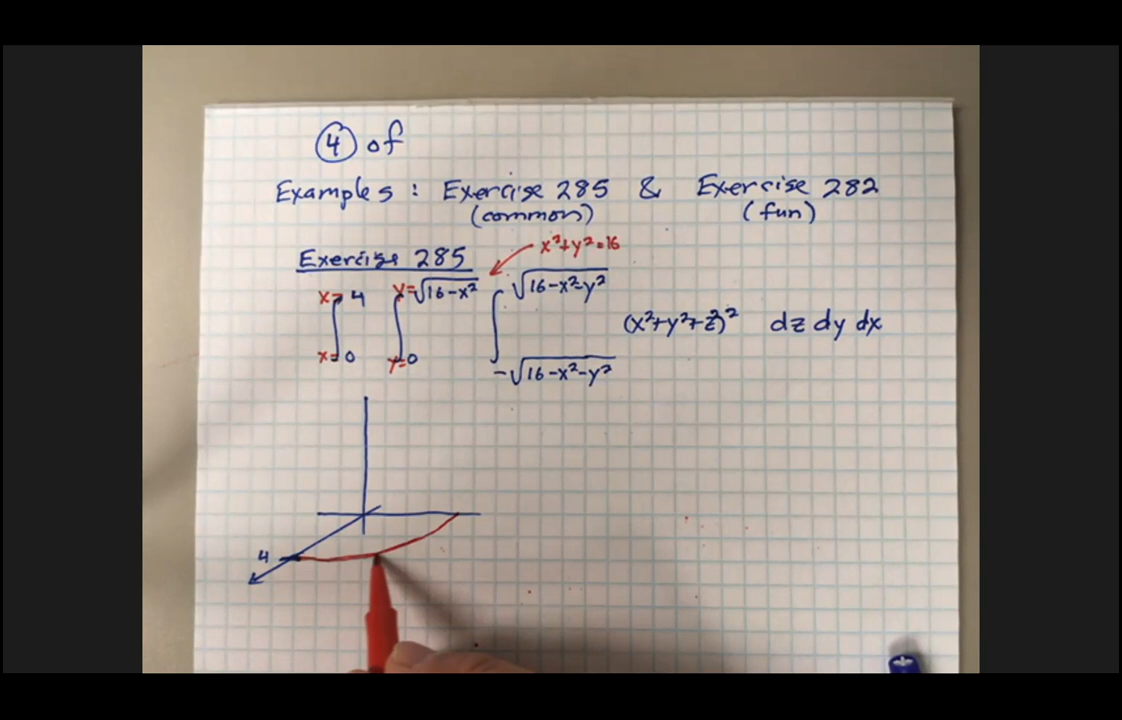 4 of
Examples : Exercise 285 & Exercise 282
(common) (fun)
x²+y²=16
Exercise 285
x= 4 y=√16-x² √16-x²-y²
∫ ∫ ∫ (x²+y²+z²)² dz dy dx
x=0 y=0 -√16-x²-y²
4